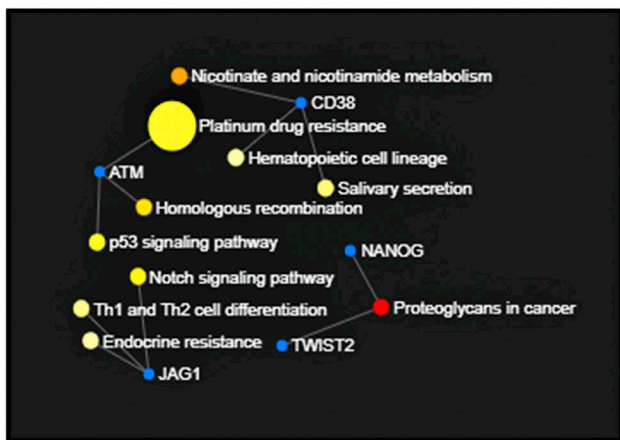 Nicotinate and nicotinamide metabolism
CD38
Platinum drug resistance
Hematopoietic cell lineage
ATM
Salivary secretion
Homologous recombination
p53 signaling pathway
NANOG
Notch signaling pathway
Th1 and Th2 cell differentiation
Proteoglycans in cancer
Endocrine resistance
TWIST2
JAG1